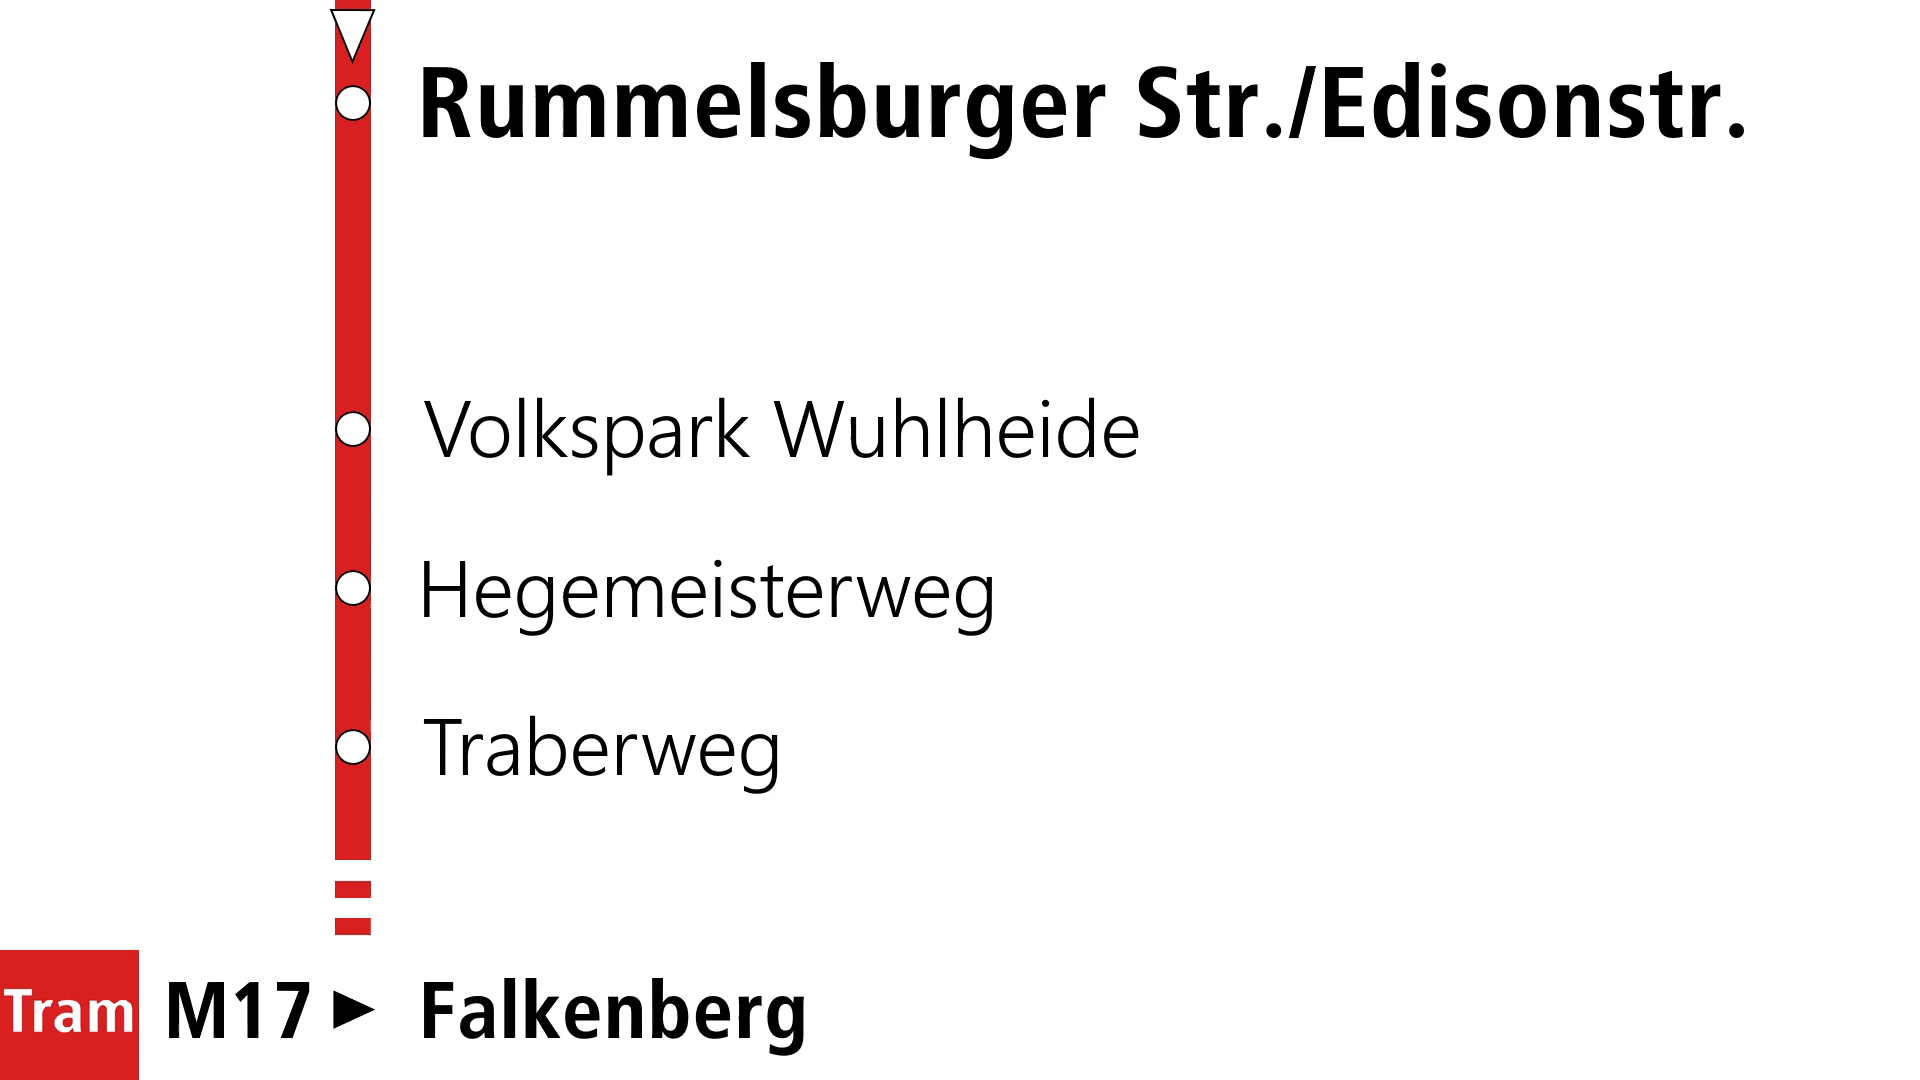 Rummelsburger Str./Edisonstr.
Volkspark Wuhlheide
Hegemeisterweg
Traberweg
Tram M17 ► Falkenberg